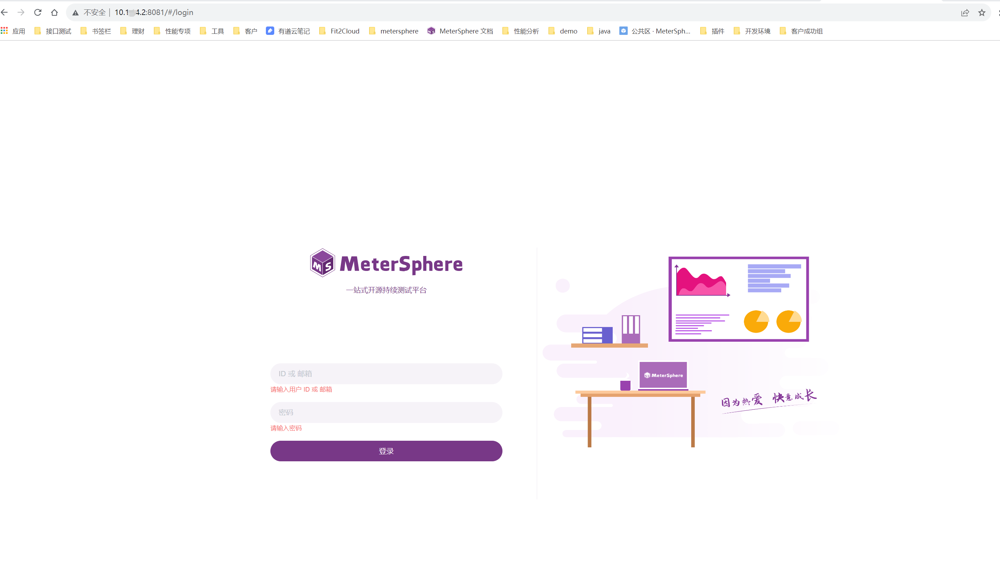 不安全 | 10.1 4.2:8081/#/login
应用 接口测试 书签栏 理财 性能专项 工具 客户 有道云笔记 Fit2Cloud metersphere MeterSphere 文档 性能分析 demo java 公共区 · MeterSph... 插件 开发环境 客户成功组
MS MeterSphere
一站式开源持续测试平台
ID 或 邮箱
请输入用户 ID 或 邮箱
密码
请输入密码
登录
MeterSphere
因为热爱 快意成长